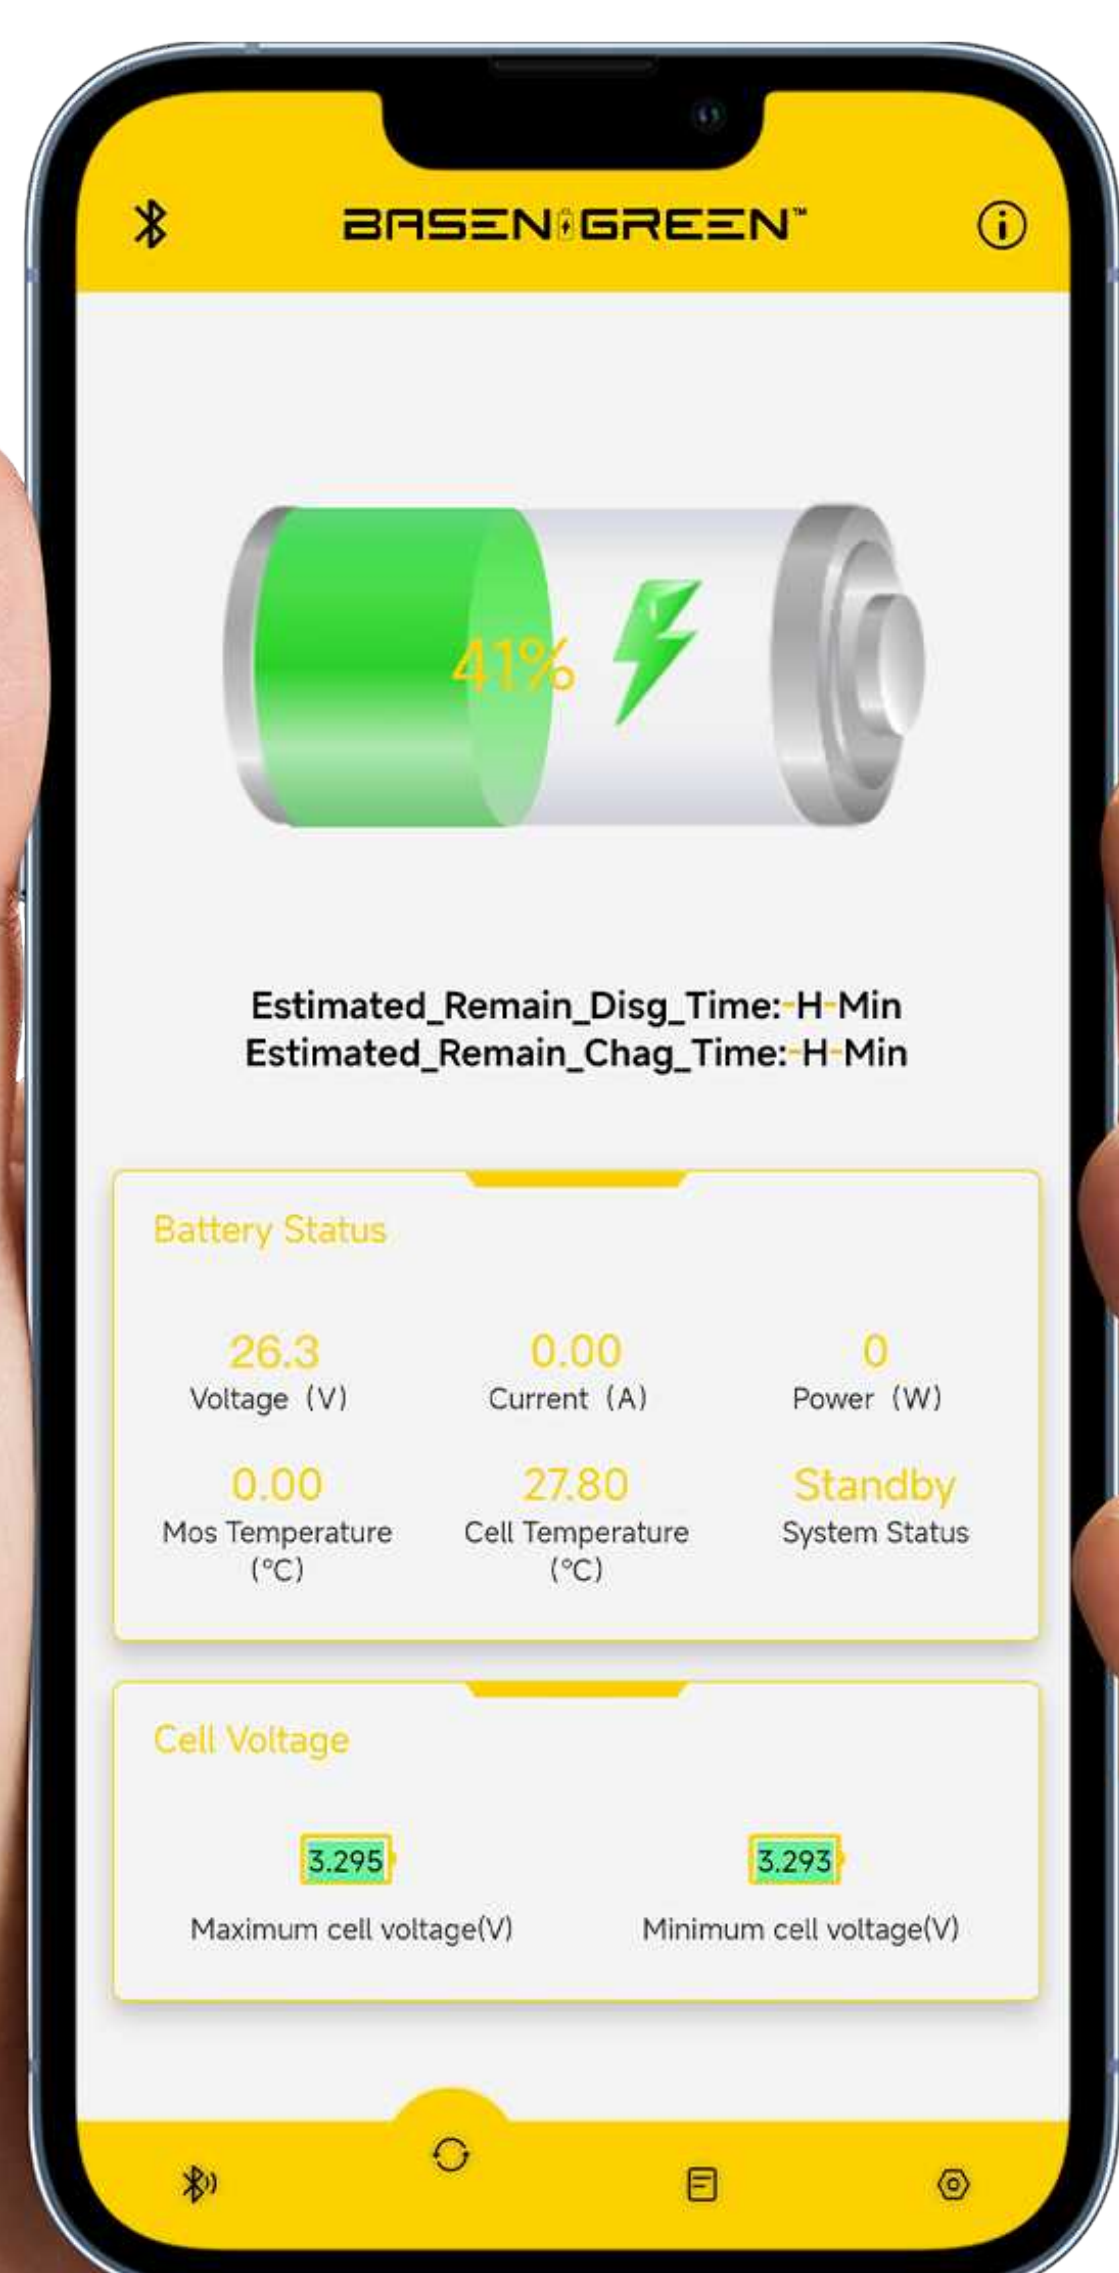 BASEN GREEN™
41%
Estimated_Remain_Disg_Time:-H-Min
Estimated_Remain_Chag_Time:-H-Min
Battery Status
26.3 0.00 0
Voltage (V) Current (A) Power (W)
0.00 27.80 Standby
Mos Temperature Cell Temperature System Status
(°C) (°C)
Cell Voltage
3.295 3.293
Maximum cell voltage(V) Minimum cell voltage(V)